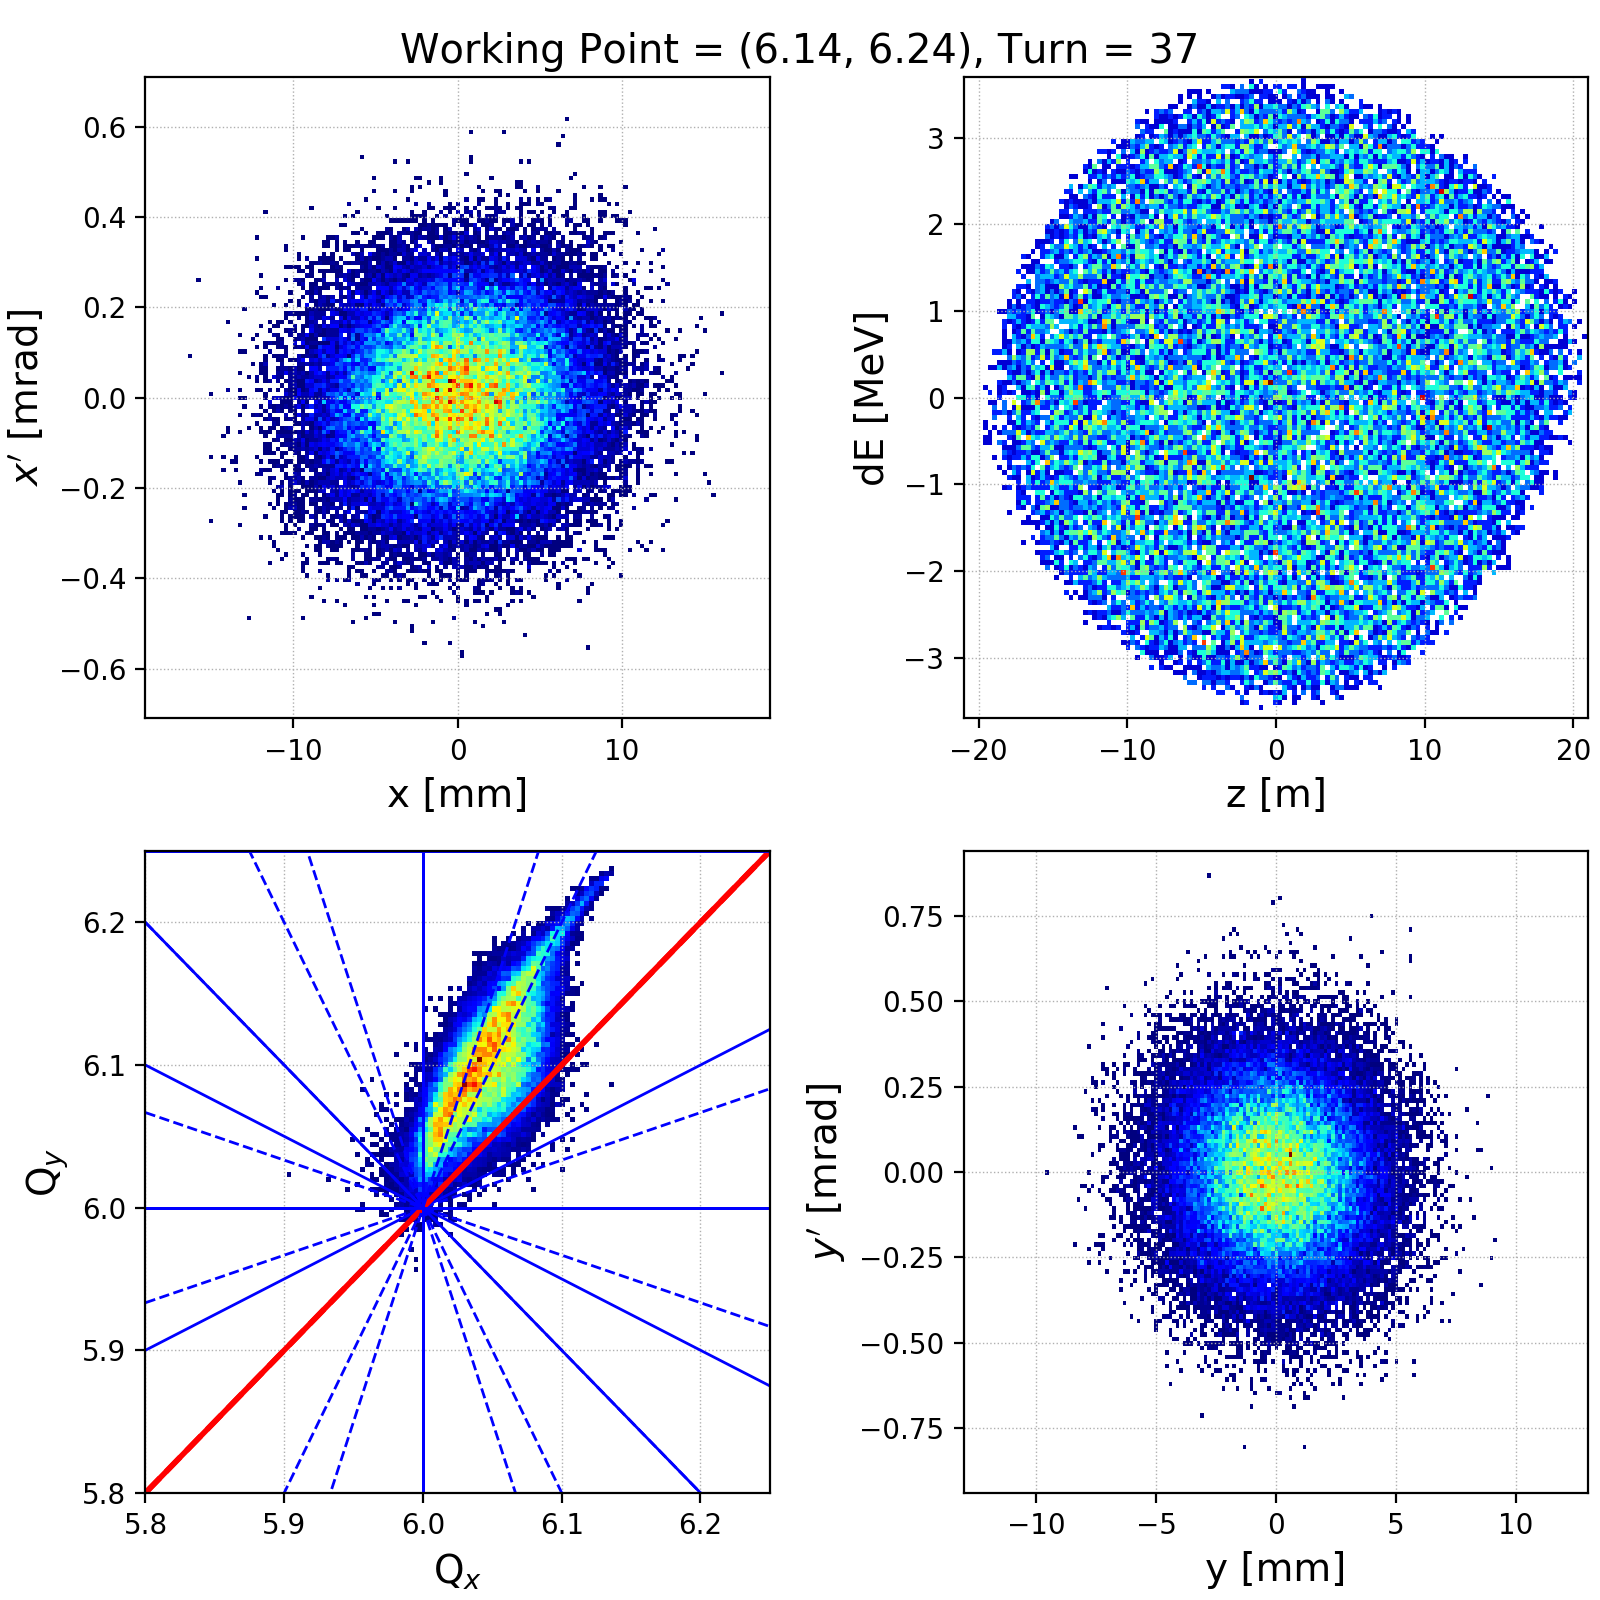 Working Point = (6.14, 6.24), Turn = 37
0.6
0.4
0.2
0.0
−0.2
−0.4
−0.6
x′ [mrad]
−10 0 10
x [mm]
3
2
1
0
−1
−2
−3
dE [MeV]
−20 −10 0 10 20
z [m]
6.2
6.1
6.0
5.9
5.8
Qy
5.8 5.9 6.0 6.1 6.2
Qx
0.75
0.50
0.25
0.00
−0.25
−0.50
−0.75
y′ [mrad]
−10 −5 0 5 10
y [mm]